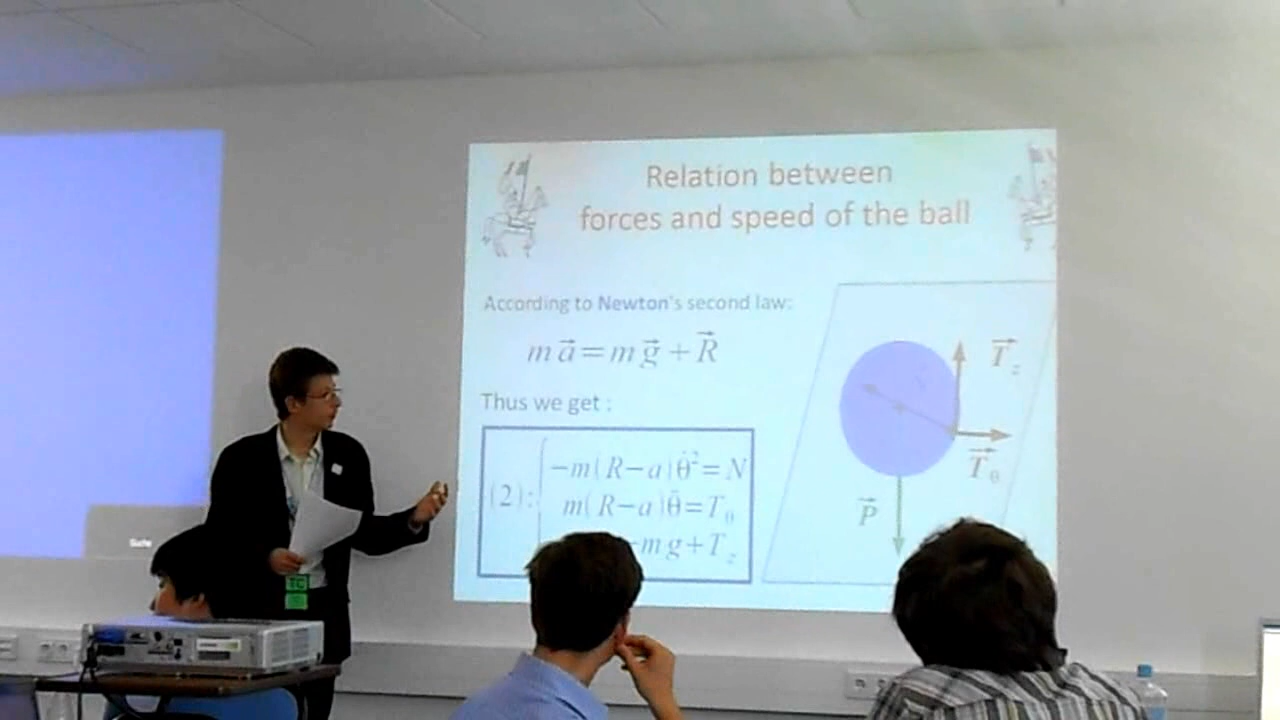 Relation between
forces and speed of the ball
According to Newton's second law:
m a⃗ = m g⃗ + R⃗
Thus we get :
(2):
-m(R-a)θ̇²=N
m(R-a)θ̈=T_θ
-mg+T_z
T⃗_z
T⃗_θ
P⃗
TC